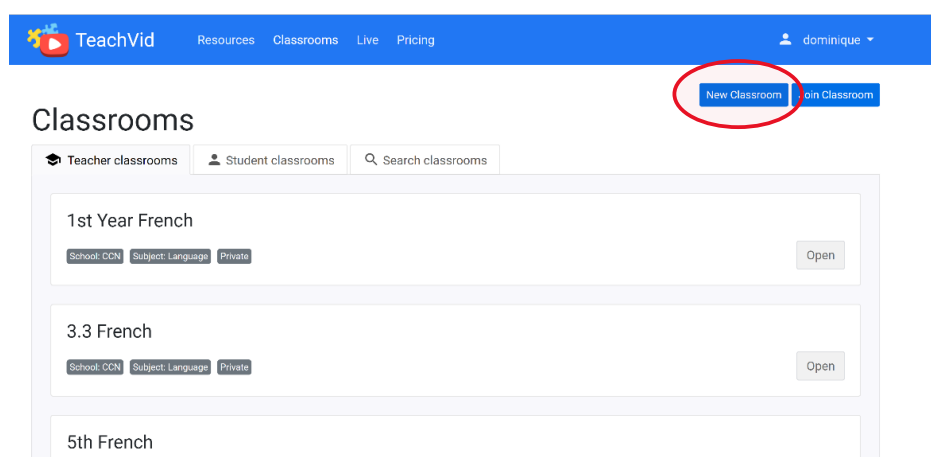 TeachVid Resources Classrooms Live Pricing dominique
New Classroom Join Classroom
Classrooms
Teacher classrooms Student classrooms Search classrooms
1st Year French
School: CCN Subject: Language Private
Open
3.3 French
School: CCN Subject: Language Private
Open
5th French